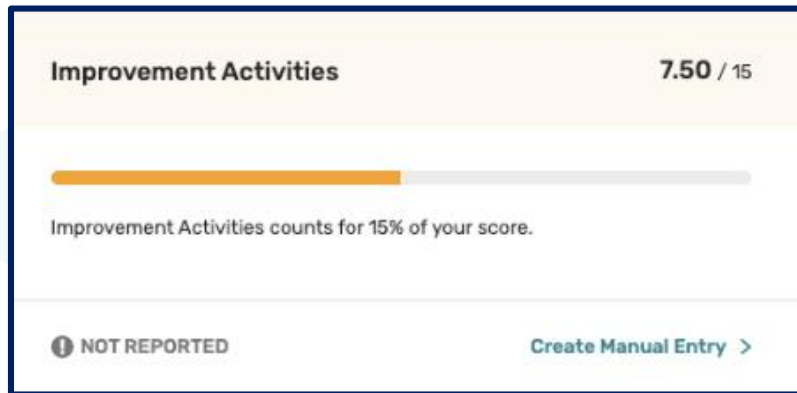 Improvement Activities 7.50 / 15
Improvement Activities counts for 15% of your score.
NOT REPORTED Create Manual Entry >